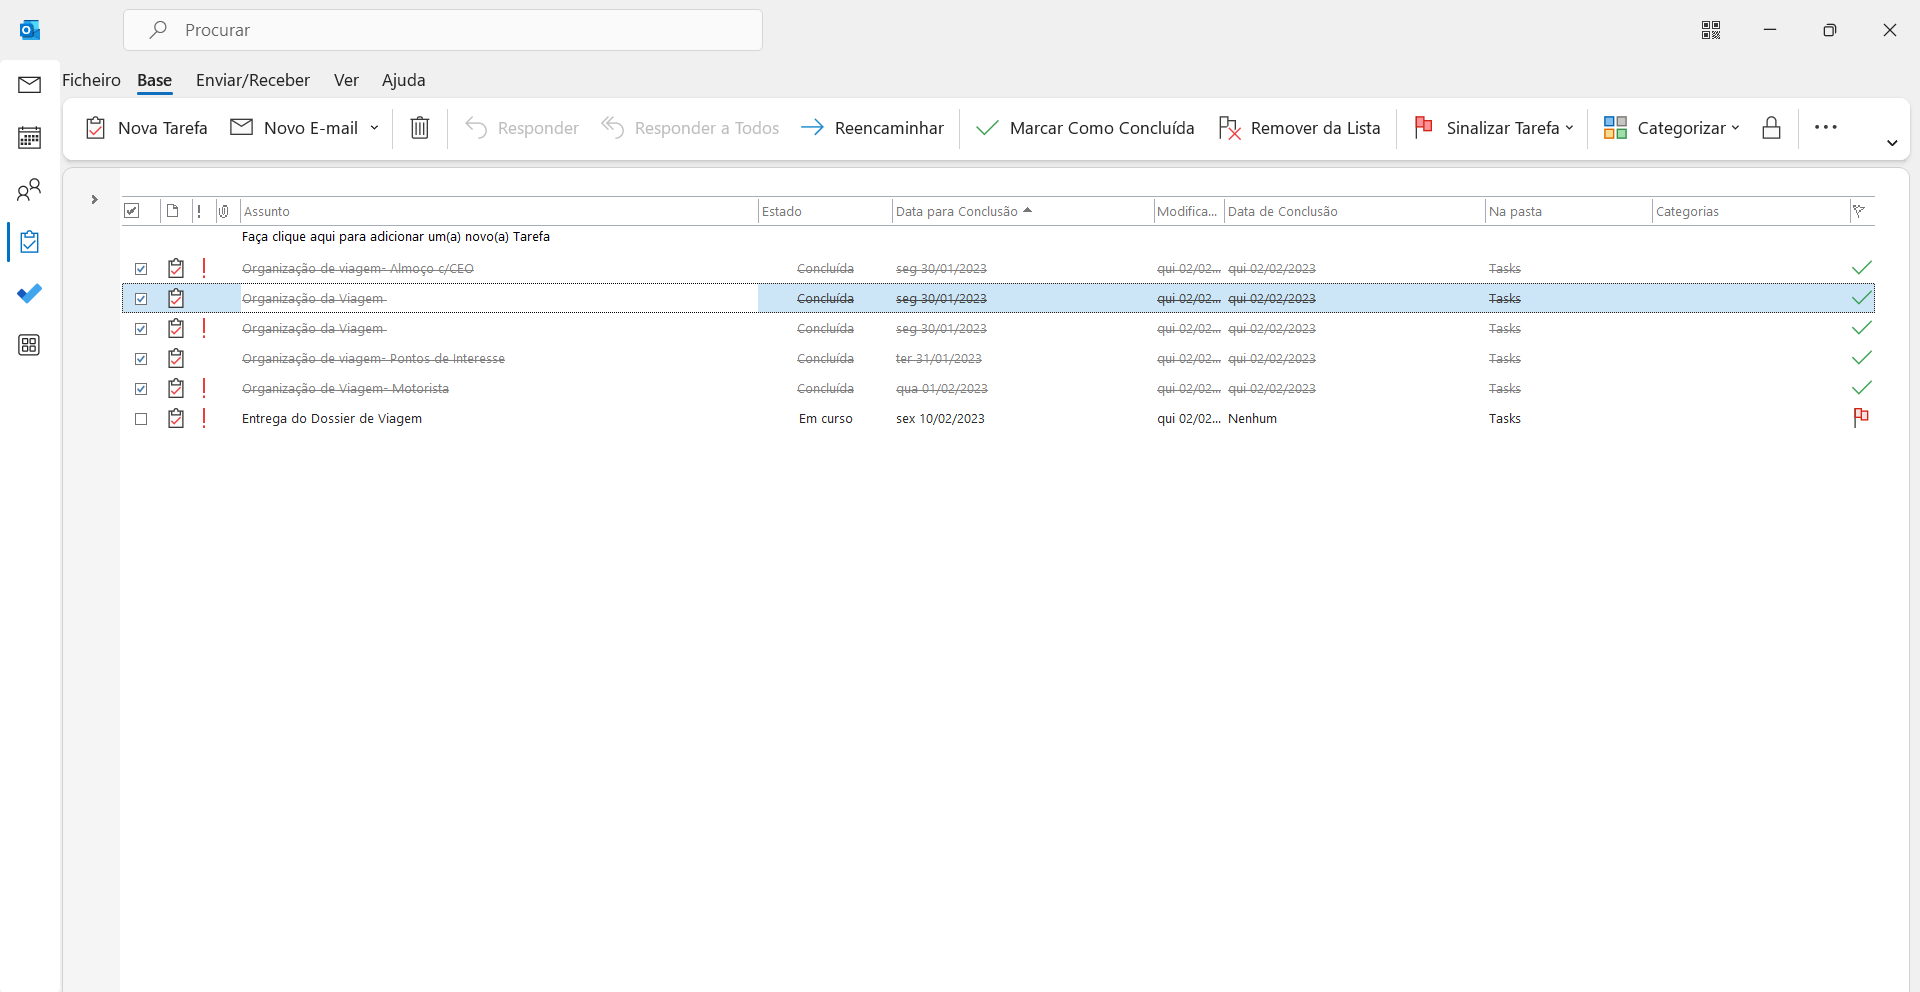 Procurar
Ficheiro Base Enviar/Receber Ver Ajuda
Nova Tarefa Novo E-mail Responder Responder a Todos Reencaminhar Marcar Como Concluída Remover da Lista Sinalizar Tarefa Categorizar ...
! Assunto Estado Data para Conclusão Modifica... Data de Conclusão Na pasta Categorias
Faça clique aqui para adicionar um(a) novo(a) Tarefa
Organização de viagem- Almoço c/CEO Concluída seg 30/01/2023 qui 02/02... qui 02/02/2023 Tasks
Organização da Viagem- Concluída seg 30/01/2023 qui 02/02... qui 02/02/2023 Tasks
Organização da Viagem- Concluída seg 30/01/2023 qui 02/02... qui 02/02/2023 Tasks
Organização de viagem- Pontos de Interesse Concluída ter 31/01/2023 qui 02/02... qui 02/02/2023 Tasks
Organização de Viagem- Motorista Concluída qua 01/02/2023 qui 02/02... qui 02/02/2023 Tasks
Entrega do Dossier de Viagem Em curso sex 10/02/2023 qui 02/02... Nenhum Tasks